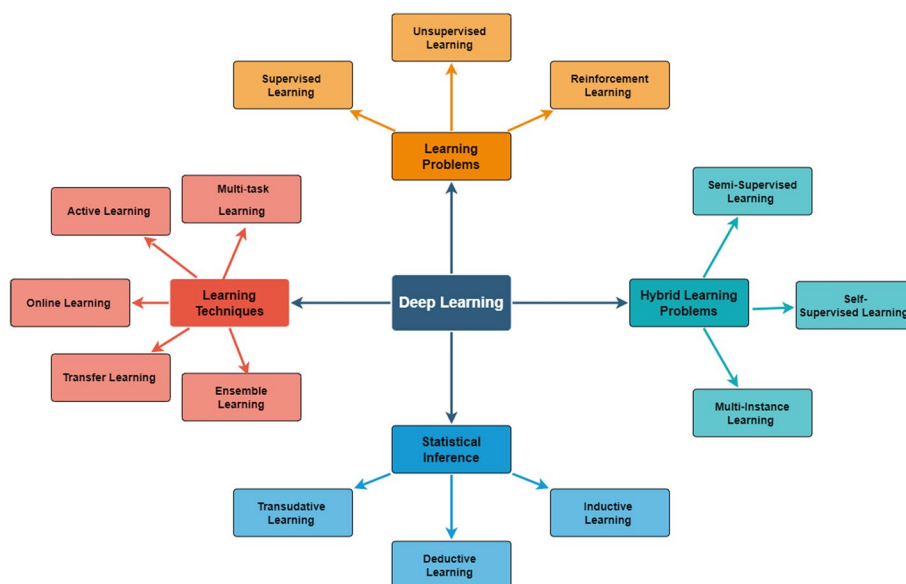 Unsupervised
Learning
Supervised
Learning
Reinforcement
Learning
Learning
Problems
Multi-task
Learning
Active Learning
Online Learning
Learning
Techniques
Transfer Learning
Ensemble
Learning
Deep Learning
Semi-Supervised
Learning
Hybrid Learning
Problems
Self-
Supervised Learning
Multi-Instance
Learning
Statistical
Inference
Transudative
Learning
Inductive
Learning
Deductive
Learning